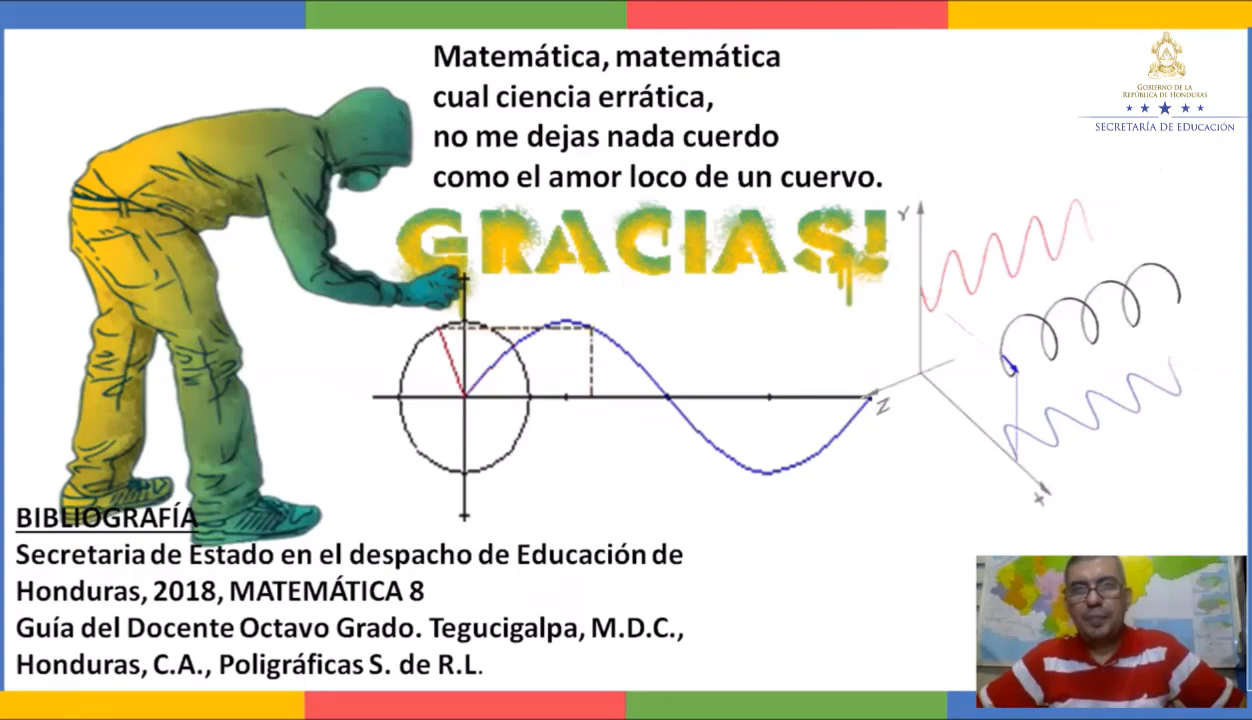 Matemática, matemática
cual ciencia errática,
no me dejas nada cuerdo
como el amor loco de un cuervo.
GRACIAS!
GOBIERNO DE LA
REPÚBLICA DE HONDURAS
SECRETARÍA DE EDUCACIÓN
Y
Z
X
BIBLIOGRAFÍA
Secretaria de Estado en el despacho de Educación de
Honduras, 2018, MATEMÁTICA 8
Guía del Docente Octavo Grado. Tegucigalpa, M.D.C.,
Honduras, C.A., Poligráficas S. de R.L.